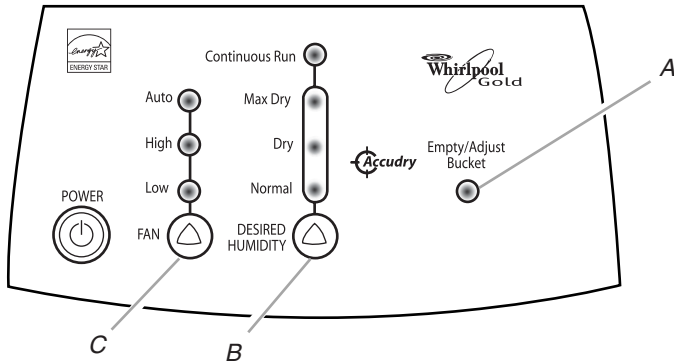 energy
ENERGY STAR
Continuous Run
Whirlpool
Gold
A
Auto
Max Dry
High
Dry
Accudry
Empty/Adjust
Bucket
Low
Normal
POWER
FAN
DESIRED
HUMIDITY
C
B